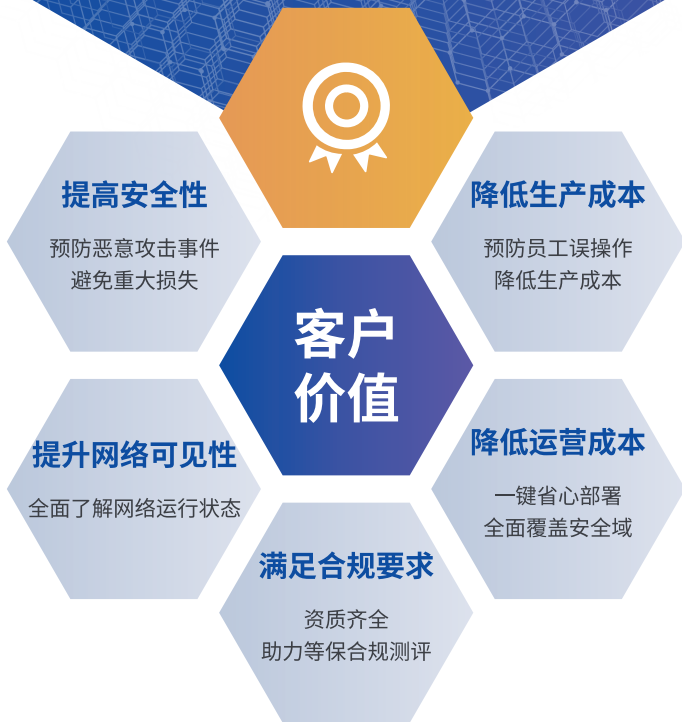 客户
价值
提高安全性
预防恶意攻击事件
避免重大损失
降低生产成本
预防员工误操作
降低生产成本
提升网络可见性
全面了解网络运行状态
降低运营成本
一键省心部署
全面覆盖安全域
满足合规要求
资质齐全
助力等保合规测评